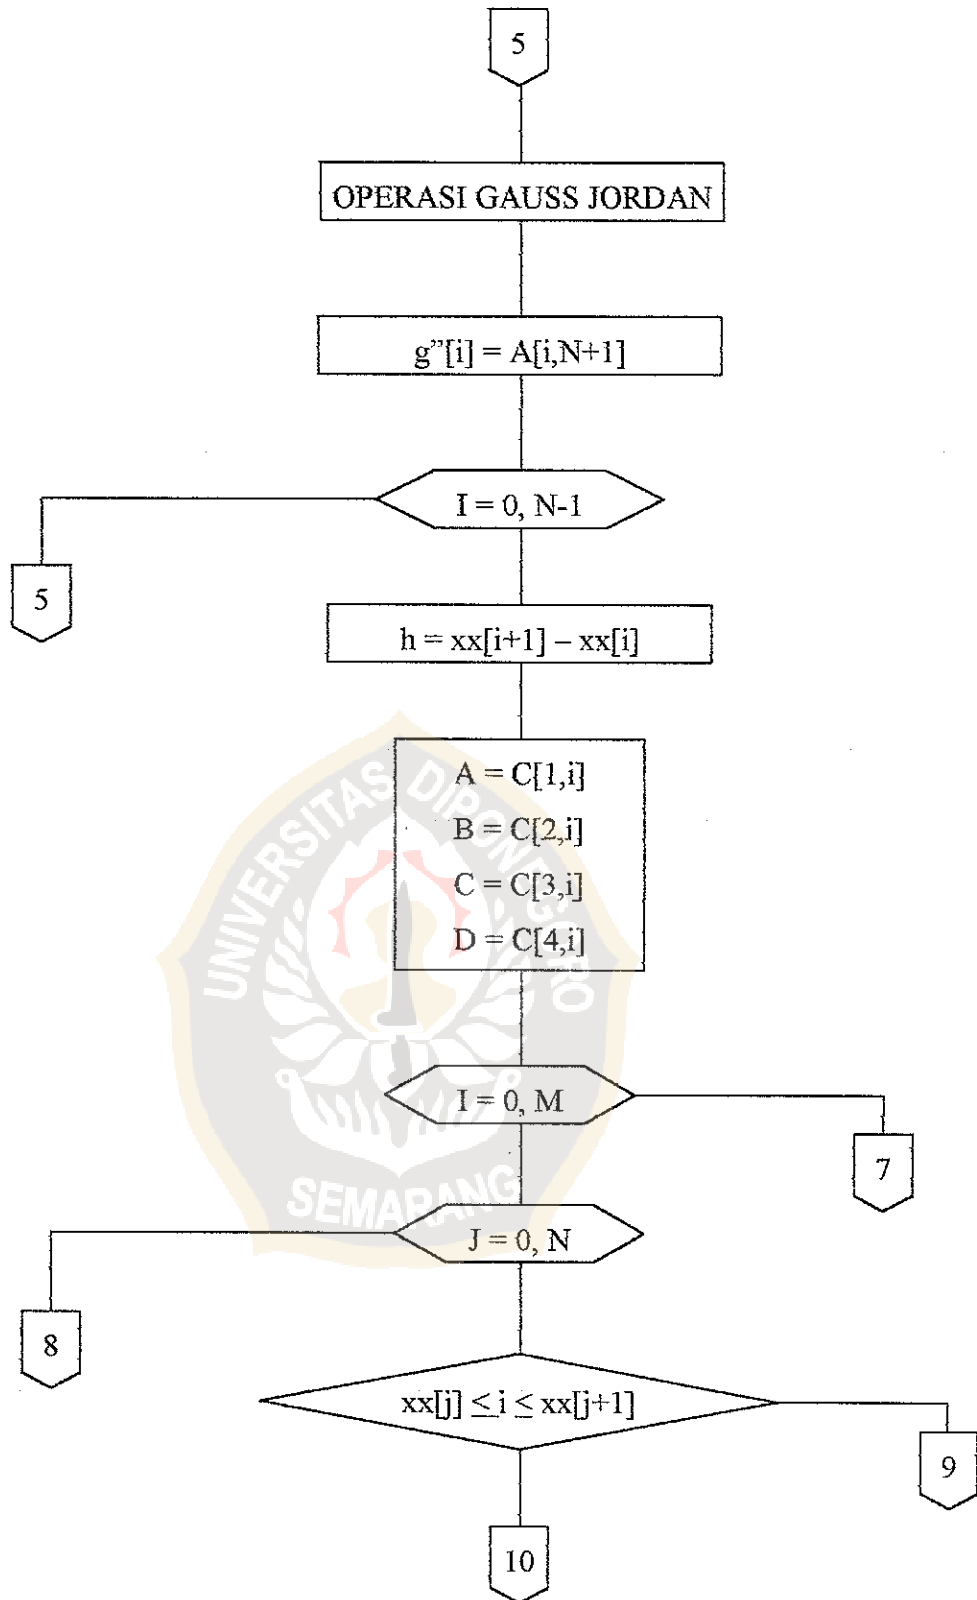 5
OPERASI GAUSS JORDAN
g”[i] = A[i,N+1]
I = 0, N-1
5
h = xx[i+1] – xx[i]
A = C[1,i]
B = C[2,i]
C = C[3,i]
D = C[4,i]
UNIVERSITAS DIPONEGORO
I = 0, M
7
SEMARANG
J = 0, N
8
xx[j] ≤ i ≤ xx[j+1]
9
10